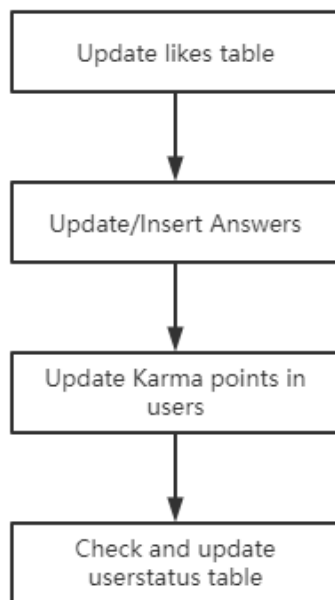 Update likes table
Update/Insert Answers
Update Karma points in
users
Check and update
userstatus table